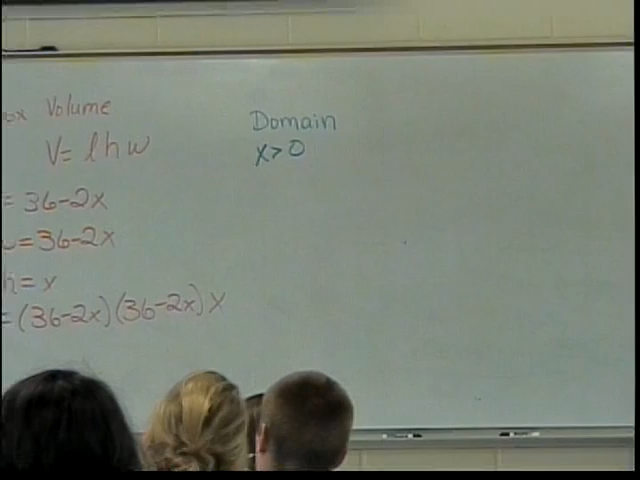 Volume
V= lhw
= 36-2x
w=36-2x
h= x
=(36-2x)(36-2x)x
Domain
x>0